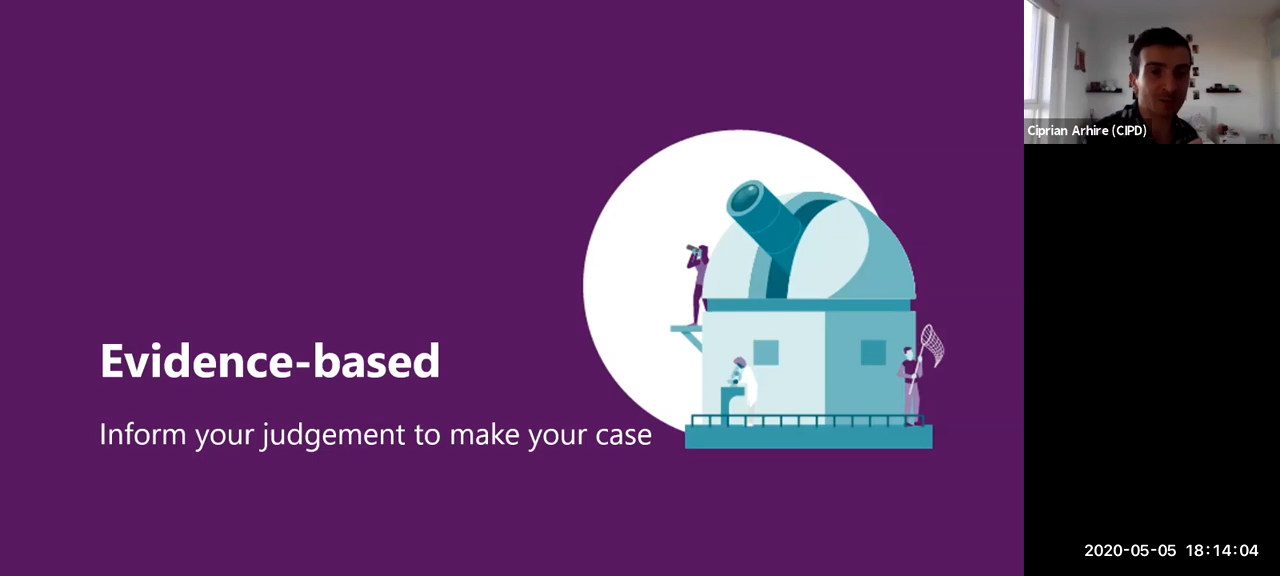 Evidence-based
Inform your judgement to make your case
Ciprian Arhire (CIPD)
2020-05-05 18:14:04